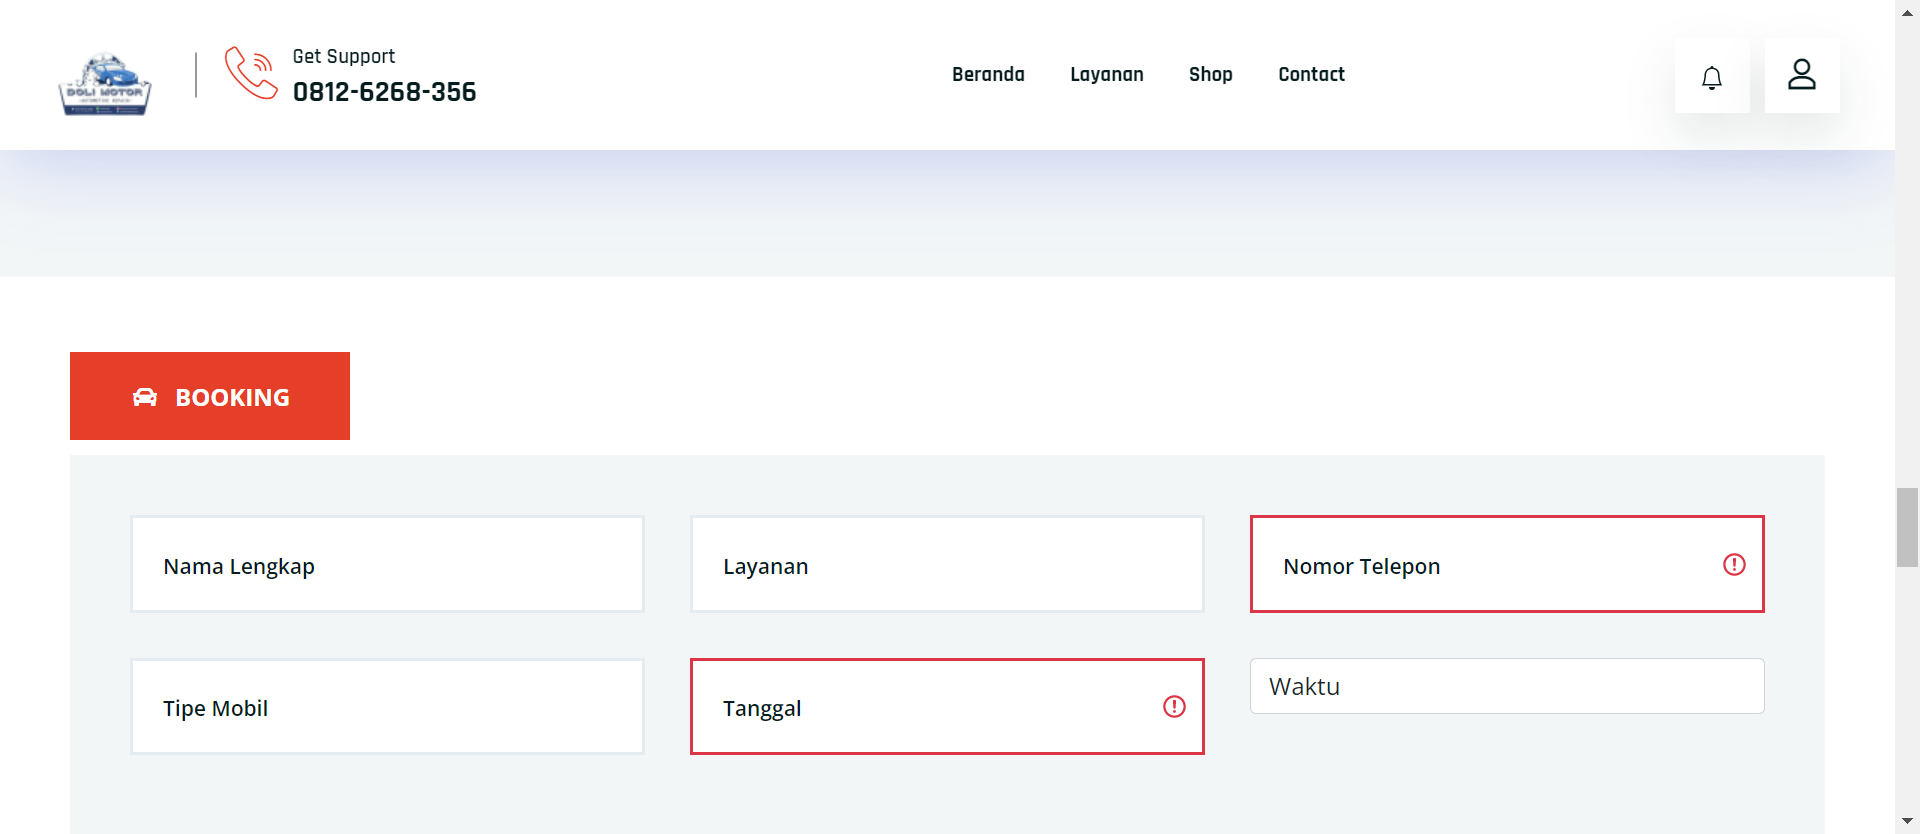 DOLI MOTOR
Get Support
0812-6268-356
Beranda
Layanan
Shop
Contact
BOOKING
Nama Lengkap
Layanan
Nomor Telepon
Tipe Mobil
Tanggal
Waktu